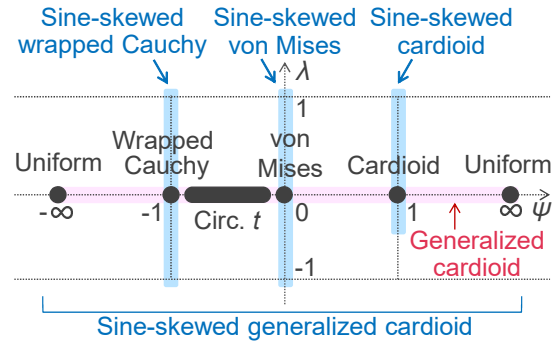 Sine-skewed
wrapped Cauchy
Sine-skewed
von Mises
Sine-skewed
cardioid
λ
1
Wrapped
Cauchy
von
Mises
Uniform
Cardioid
Uniform
-∞
-1
Circ. t
0
1
∞
Ψ
Generalized
cardioid
-1
Sine-skewed generalized cardioid